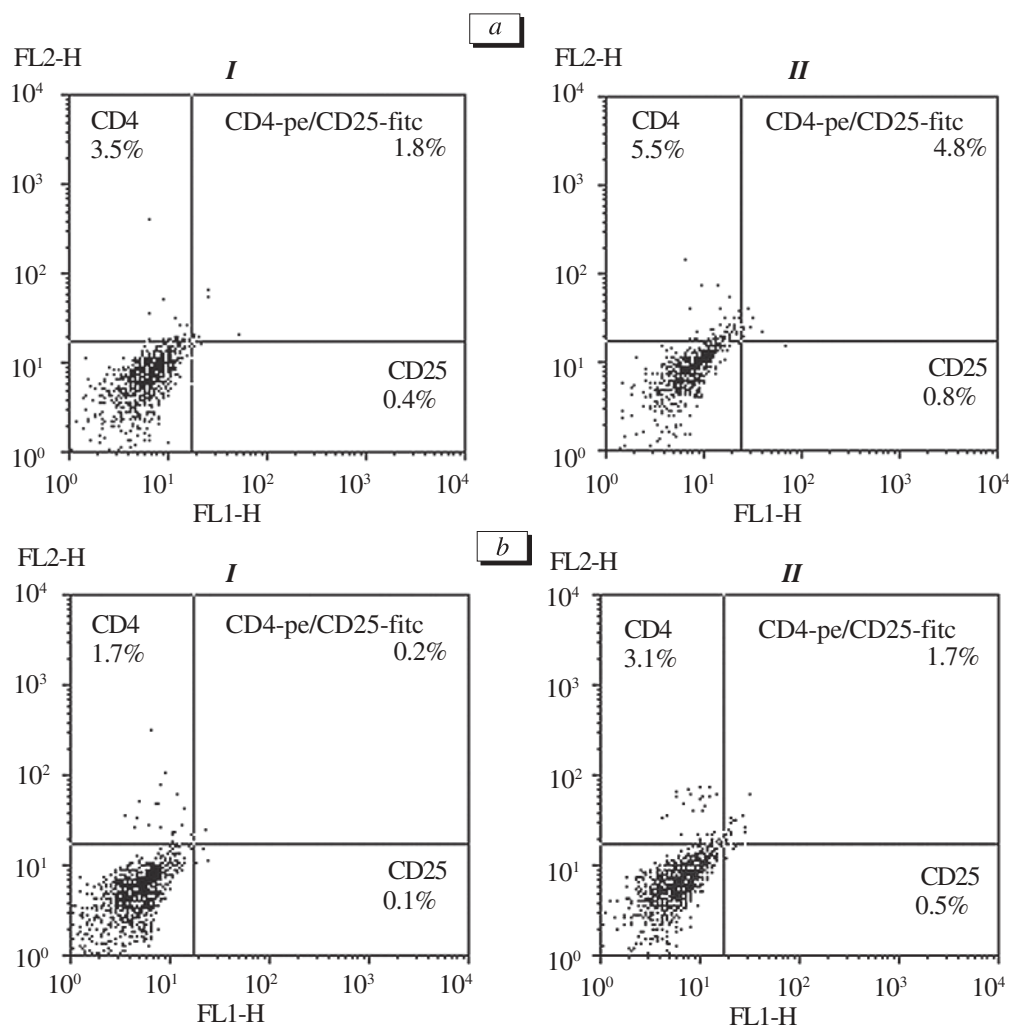 a
FL2-H
I
10⁴
CD4
3.5%
CD4-pe/CD25-fitc
1.8%
10³
10²
10¹
CD25
0.4%
10⁰
10⁰ 10¹ 10² 10³ 10⁴
FL1-H
FL2-H
II
10⁴
CD4
5.5%
CD4-pe/CD25-fitc
4.8%
10³
10²
10¹
CD25
0.8%
10⁰
10⁰ 10¹ 10² 10³ 10⁴
FL1-H
b
FL2-H
I
10⁴
CD4
1.7%
CD4-pe/CD25-fitc
0.2%
10³
10²
10¹
CD25
0.1%
10⁰
10⁰ 10¹ 10² 10³ 10⁴
FL1-H
FL2-H
II
10⁴
CD4
3.1%
CD4-pe/CD25-fitc
1.7%
10³
10²
10¹
CD25
0.5%
10⁰
10⁰ 10¹ 10² 10³ 10⁴
FL1-H